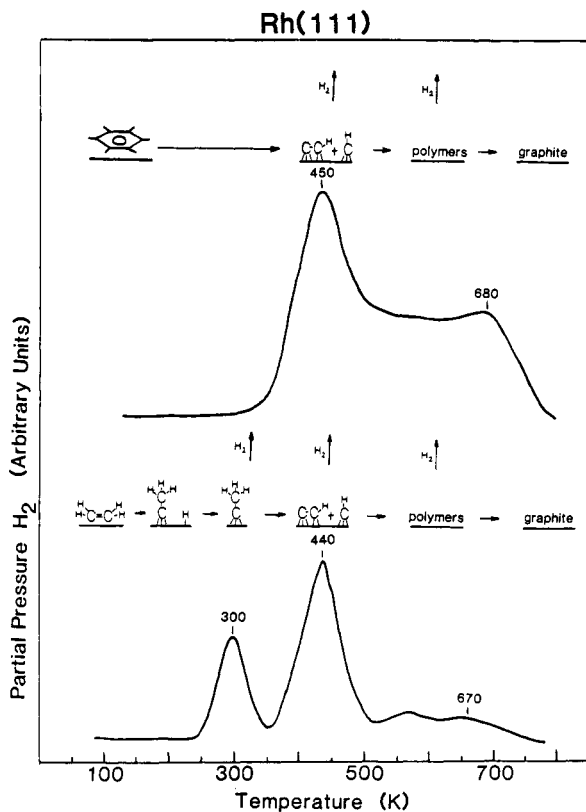 Rh(111)
H2 H2
C C H + H C
polymers
graphite
450
680
H2 H2 H2
H H C=C H H
H H H C C H
H H H C C
C C H + H C
polymers
graphite
440
300
670
100 300 500 700
Temperature (K)
Partial Pressure H2 (Arbitrary Units)